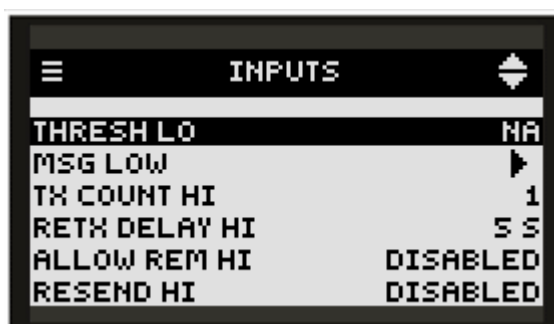 INPUTS
THRESH LO NA
MSG LOW
TX COUNT HI 1
RETX DELAY HI 5 S
ALLOW REM HI DISABLED
RESEND HI DISABLED